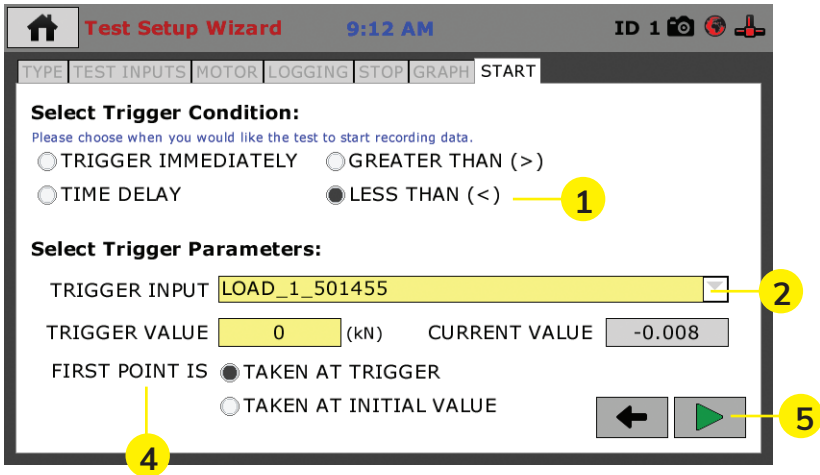 Test Setup Wizard 9:12 AM ID 1
TYPE TEST INPUTS MOTOR LOGGING STOP GRAPH START
Select Trigger Condition:
Please choose when you would like the test to start recording data.
TRIGGER IMMEDIATELY GREATER THAN (>)
TIME DELAY LESS THAN (<) 1
Select Trigger Parameters:
TRIGGER INPUT LOAD_1_501455 2
TRIGGER VALUE 0 (kN) CURRENT VALUE -0.008
FIRST POINT IS TAKEN AT TRIGGER
TAKEN AT INITIAL VALUE 5
4